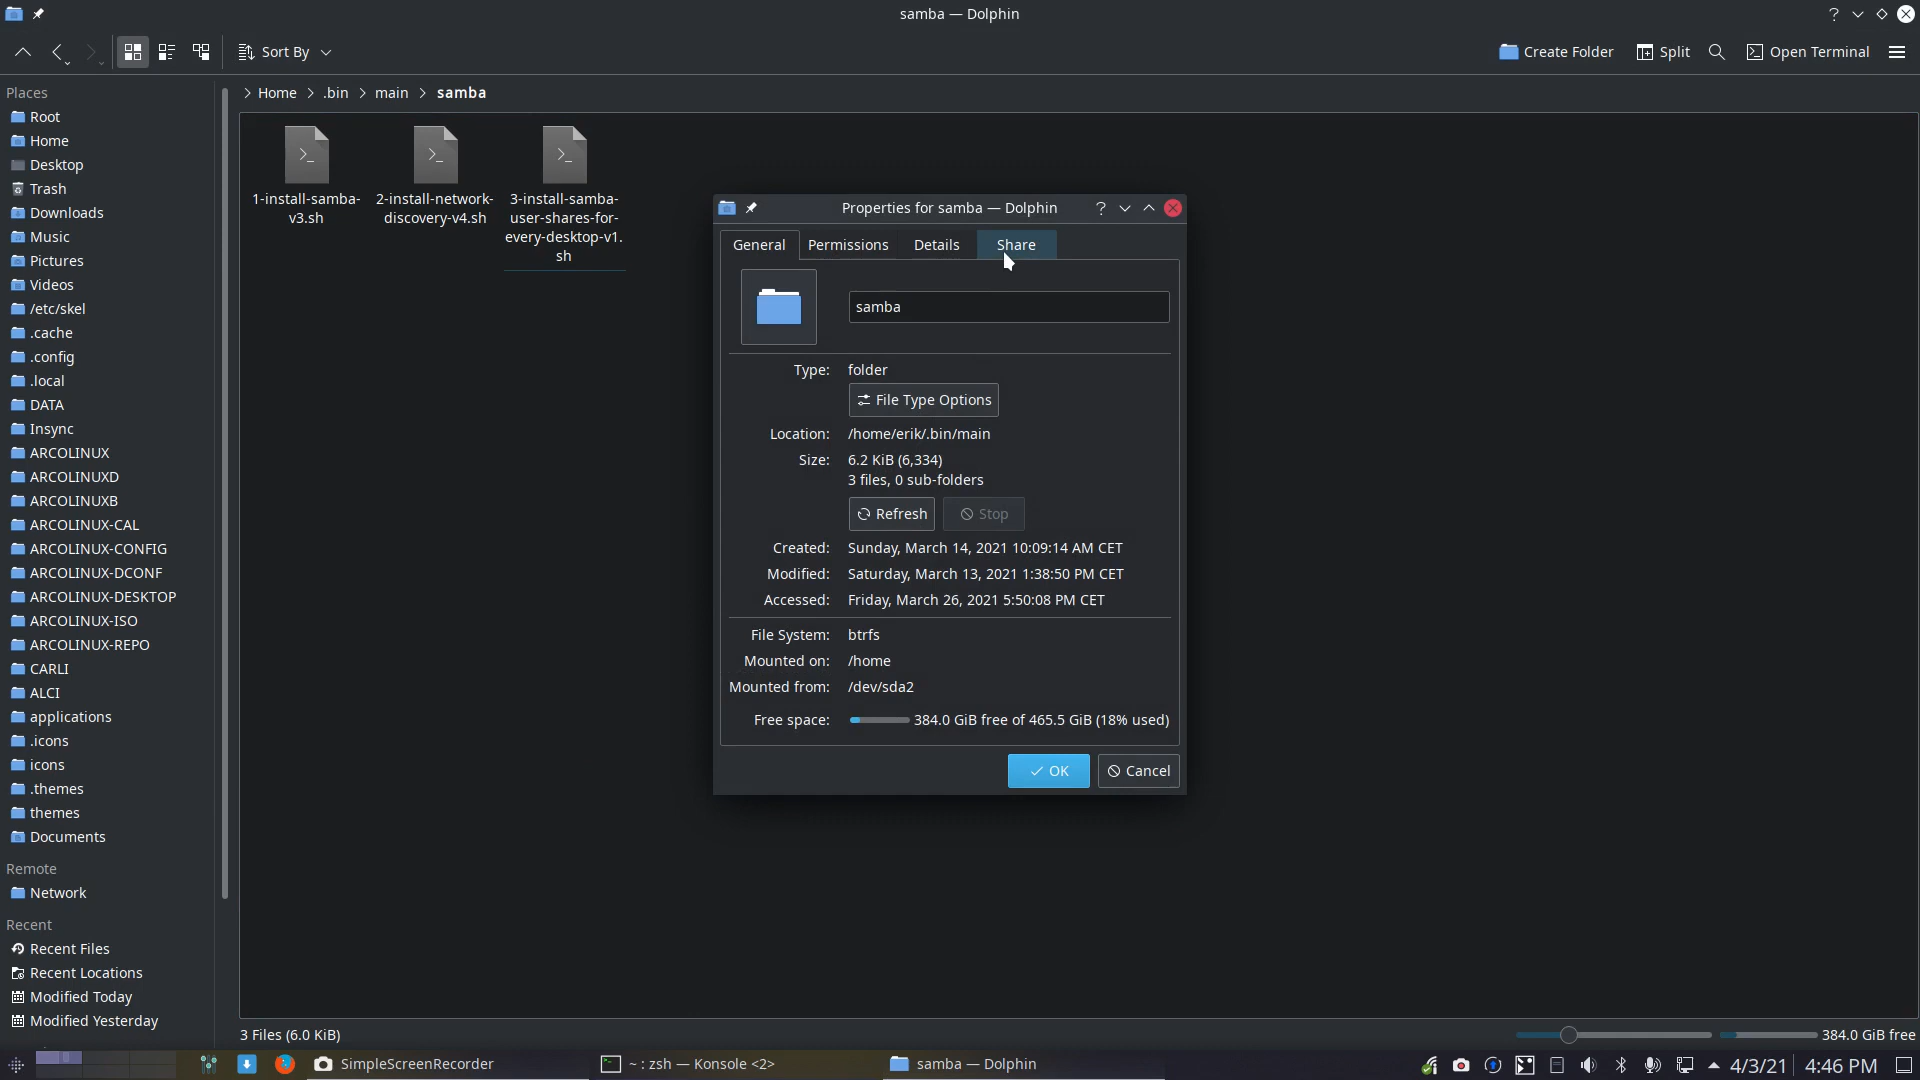 samba — Dolphin
Sort By
Create Folder
Split
Open Terminal
Places
Root
Home
Desktop
Trash
Downloads
Music
Pictures
Videos
/etc/skel
.cache
.config
.local
DATA
Insync
ARCOLINUX
ARCOLINUXD
ARCOLINUXB
ARCOLINUX-CAL
ARCOLINUX-CONFIG
ARCOLINUX-DCONF
ARCOLINUX-DESKTOP
ARCOLINUX-ISO
ARCOLINUX-REPO
CARLI
ALCI
applications
.icons
icons
.themes
themes
Documents
Remote
Network
Recent
Recent Files
Recent Locations
Modified Today
Modified Yesterday
> Home > .bin > main > samba
1-install-samba-
v3.sh
2-install-network-
discovery-v4.sh
3-install-samba-
user-shares-for-
every-desktop-v1.
sh
Properties for samba — Dolphin
General
Permissions
Details
Share
samba
Type: folder
File Type Options
Location: /home/erik/.bin/main
Size: 6.2 KiB (6,334)
3 files, 0 sub-folders
Refresh
Stop
Created: Sunday, March 14, 2021 10:09:14 AM CET
Modified: Saturday, March 13, 2021 1:38:50 PM CET
Accessed: Friday, March 26, 2021 5:50:08 PM CET
File System: btrfs
Mounted on: /home
Mounted from: /dev/sda2
Free space: 384.0 GiB free of 465.5 GiB (18% used)
OK
Cancel
3 Files (6.0 KiB)
384.0 GiB free
SimpleScreenRecorder
~ : zsh — Konsole <2>
samba — Dolphin
4/3/21
4:46 PM